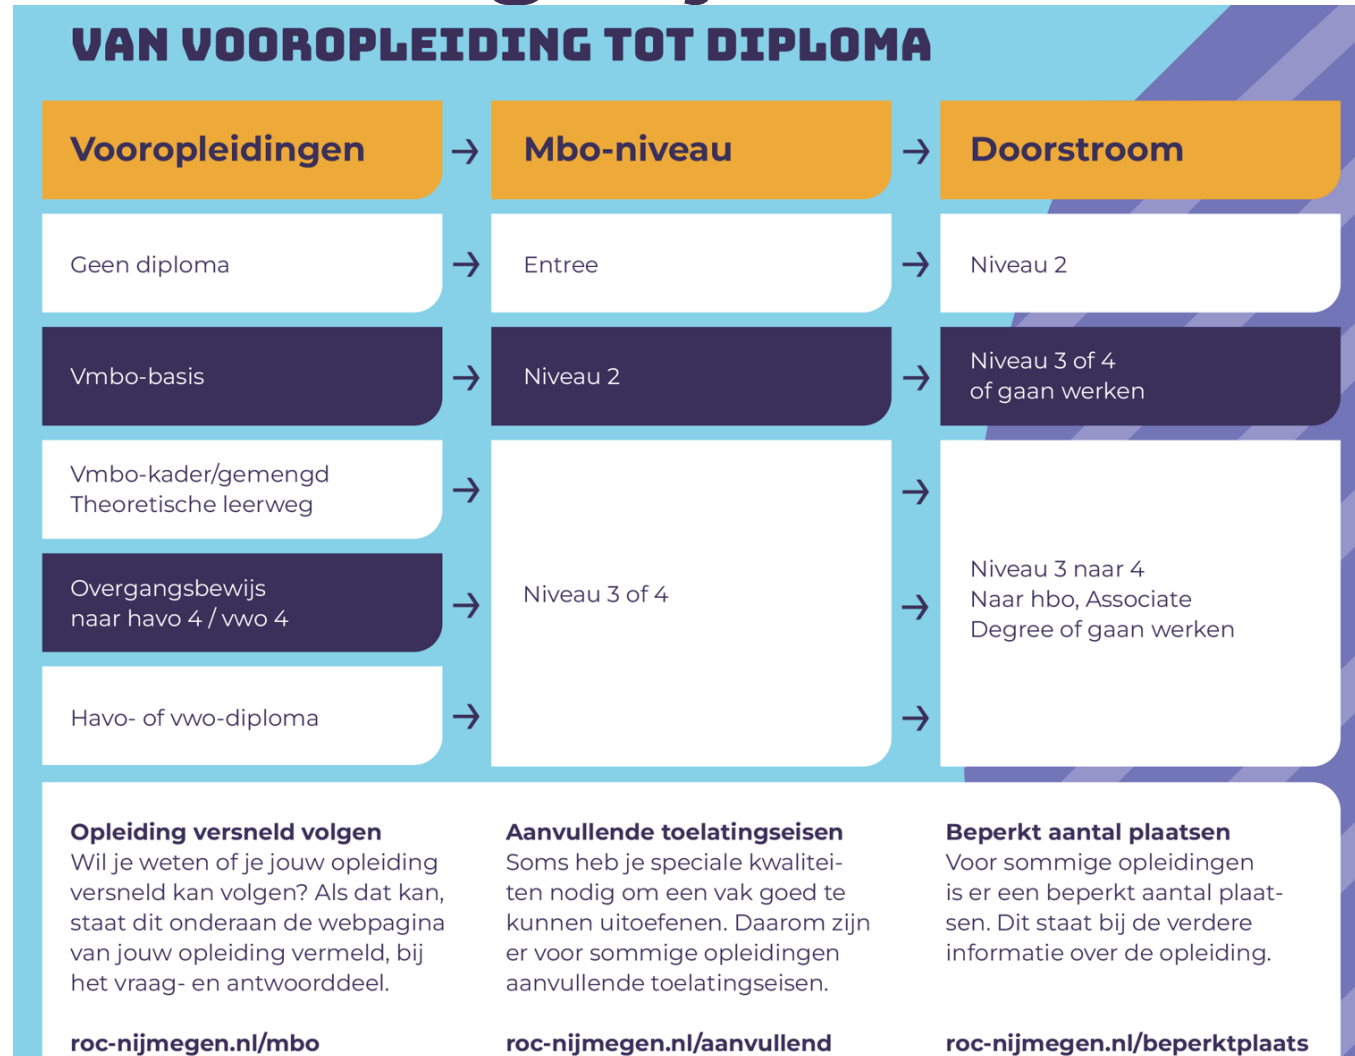 VAN VOOROPLEIDING TOT DIPLOMA
Vooropleidingen → Mbo-niveau → Doorstroom
Geen diploma → Entree → Niveau 2
Vmbo-basis → Niveau 2 → Niveau 3 of 4
of gaan werken
Vmbo-kader/gemengd
Theoretische leerweg
→ →
Overgangsbewijs
naar havo 4 / vwo 4
→ Niveau 3 of 4 →
Niveau 3 naar 4
Naar hbo, Associate
Degree of gaan werken
Havo- of vwo-diploma → →
Opleiding versneld volgen
Wil je weten of je jouw opleiding
versneld kan volgen? Als dat kan,
staat dit onderaan de webpagina
van jouw opleiding vermeld, bij
het vraag- en antwoorddeel.
roc-nijmegen.nl/mbo
Aanvullende toelatingseisen
Soms heb je speciale kwalitei-
ten nodig om een vak goed te
kunnen uitoefenen. Daarom zijn
er voor sommige opleidingen
aanvullende toelatingseisen.
roc-nijmegen.nl/aanvullend
Beperkt aantal plaatsen
Voor sommige opleidingen
is er een beperkt aantal plaat-
sen. Dit staat bij de verdere
informatie over de opleiding.
roc-nijmegen.nl/beperktplaats